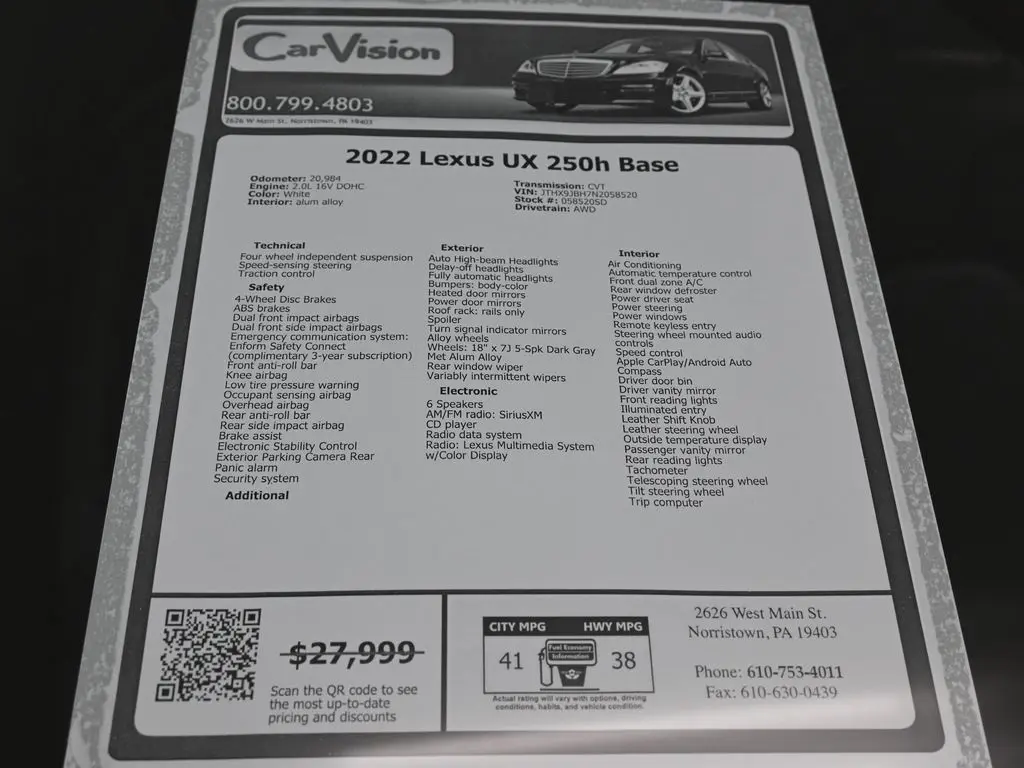 CarVision
800.799.4803
2626 W Main St, Norristown, PA 19403
2022 Lexus UX 250h Base
Odometer: 20,984
Engine: 2.0L 16V DOHC
Color: White
Interior: alum alloy
Transmission: CVT
VIN: JTHX9JBH7N2058520
Stock #: 058520SD
Drivetrain: AWD
Technical
Four wheel independent suspension
Speed-sensing steering
Traction control
Safety
4-Wheel Disc Brakes
ABS brakes
Dual front impact airbags
Dual front side impact airbags
Emergency communication system:
Enform Safety Connect
(complimentary 3-year subscription)
Front anti-roll bar
Knee airbag
Low tire pressure warning
Occupant sensing airbag
Overhead airbag
Rear anti-roll bar
Rear side impact airbag
Brake assist
Electronic Stability Control
Exterior Parking Camera Rear
Panic alarm
Security system
Additional
Exterior
Auto High-beam Headlights
Delay-off headlights
Fully automatic headlights
Bumpers: body-color
Heated door mirrors
Power door mirrors
Roof rack: rails only
Spoiler
Turn signal indicator mirrors
Alloy wheels
Wheels: 18" x 7J 5-Spk Dark Gray
Met Alum Alloy
Rear window wiper
Variably intermittent wipers
Electronic
6 Speakers
AM/FM radio: SiriusXM
CD player
Radio data system
Radio: Lexus Multimedia System
w/Color Display
Interior
Air Conditioning
Automatic temperature control
Front dual zone A/C
Rear window defroster
Power driver seat
Power steering
Power windows
Remote keyless entry
Steering wheel mounted audio
controls
Speed control
Apple CarPlay/Android Auto
Compass
Driver door bin
Driver vanity mirror
Front reading lights
Illuminated entry
Leather Shift Knob
Leather steering wheel
Outside temperature display
Passenger vanity mirror
Rear reading lights
Tachometer
Telescoping steering wheel
Tilt steering wheel
Trip computer
$27,999
Scan the QR code to see
the most up-to-date
pricing and discounts
CITY MPG
HWY MPG
41
Fuel Economy
Information
38
Actual rating will vary with options, driving
conditions, habits, and vehicle condition.
2626 West Main St.
Norristown, PA 19403
Phone: 610-753-4011
Fax: 610-630-0439